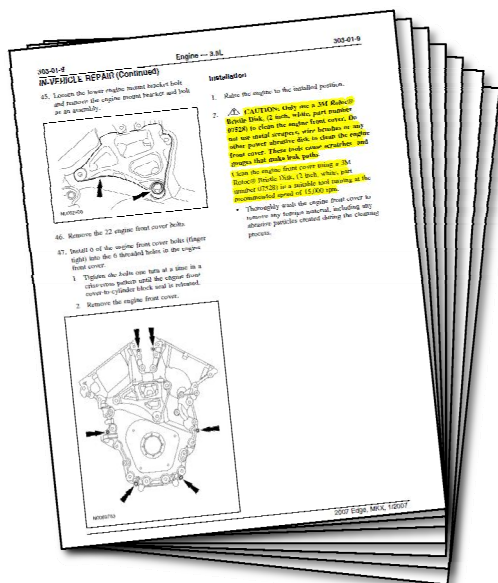 303-01-9
Engine — 3.5L
303-01-9
IN-VEHICLE REPAIR (Continued)
45. Loosen the lower engine mount bracket bolt
and remove the engine mount bracket and bolt
as an assembly.
46. Remove the 22 engine front cover bolts.
47. Install 6 of the engine front cover bolts (finger
tight) into the 6 threaded holes in the engine
front cover.
1 Tighten the bolts one turn at a time in a
criss-cross pattern until the engine front
cover-to-cylinder block seal is released.
2 Remove the engine front cover.
Installation
1. Raise the engine to the installed position.
2. CAUTION: Only use a 3M Roloc®
Bristle Disk, (2 inch, white, part number
07528) to clean the engine front cover. Do
not use metal scrapers, wire brushes or any
other power abrasive disk to clean the engine
front cover. These tools cause scratches and
gouges that make leak paths.
Clean the engine front cover using a 3M
Roloc® Bristle Disk, (2 inch, white, part
number 07528) in a suitable tool turning at the
recommended speed of 15,000 rpm.
• Thoroughly wash the engine front cover to
remove any foreign material, including any
abrasive particles created during the cleaning
process.
2007 Edge, MKX, 1/2007